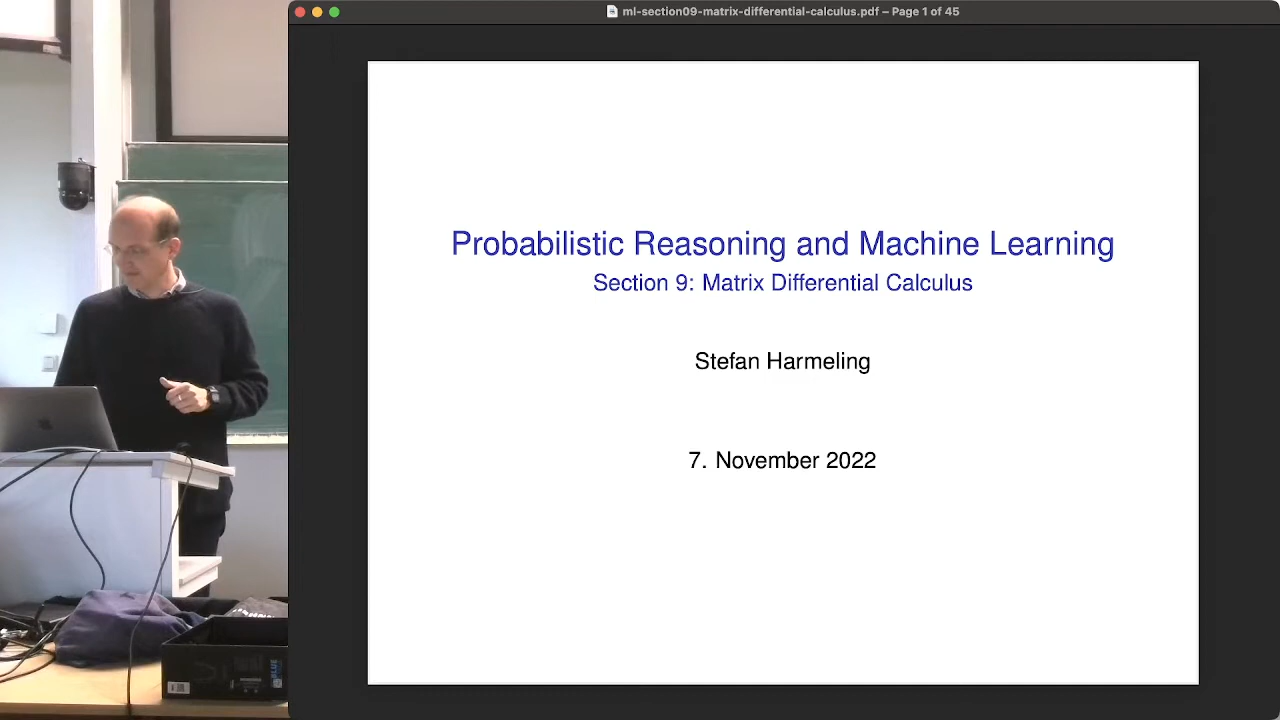 ml-section09-matrix-differential-calculus.pdf – Page 1 of 45
Probabilistic Reasoning and Machine Learning
Section 9: Matrix Differential Calculus
Stefan Harmeling
7. November 2022